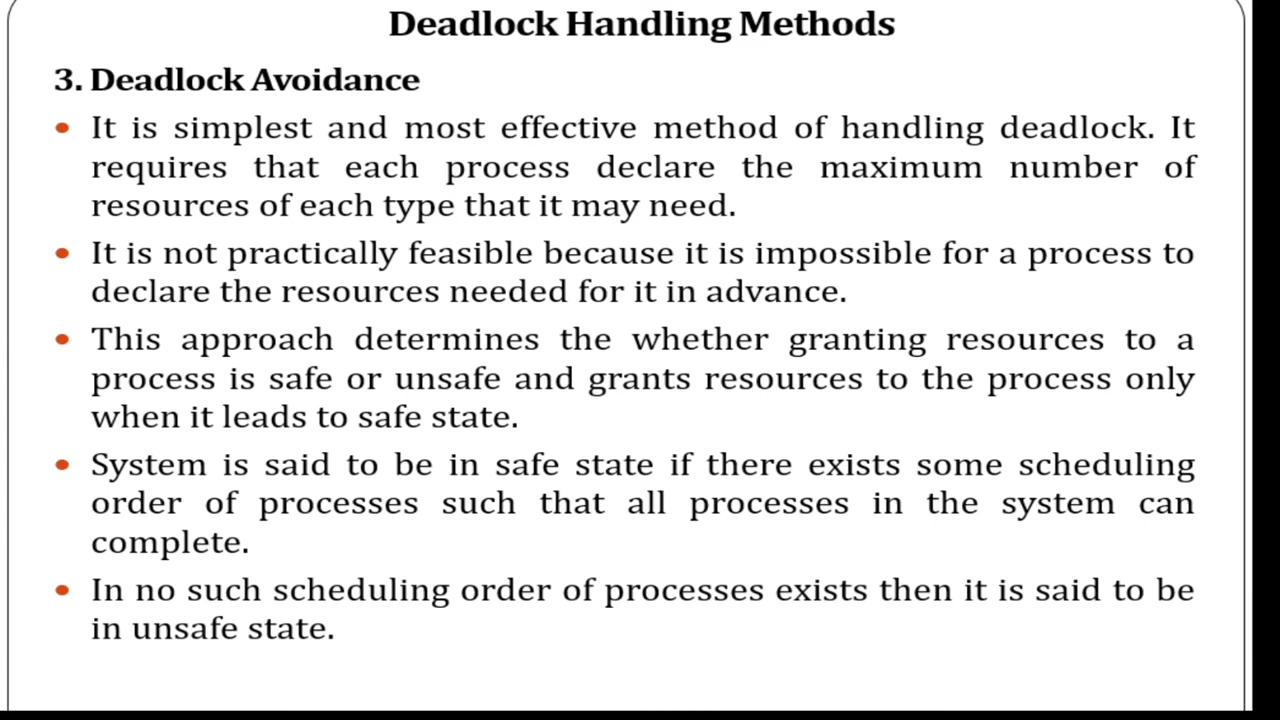 Deadlock Handling Methods
3. Deadlock Avoidance
• It is simplest and most effective method of handling deadlock. It
requires that each process declare the maximum number of
resources of each type that it may need.
• It is not practically feasible because it is impossible for a process to
declare the resources needed for it in advance.
• This approach determines the whether granting resources to a
process is safe or unsafe and grants resources to the process only
when it leads to safe state.
• System is said to be in safe state if there exists some scheduling
order of processes such that all processes in the system can
complete.
• In no such scheduling order of processes exists then it is said to be
in unsafe state.